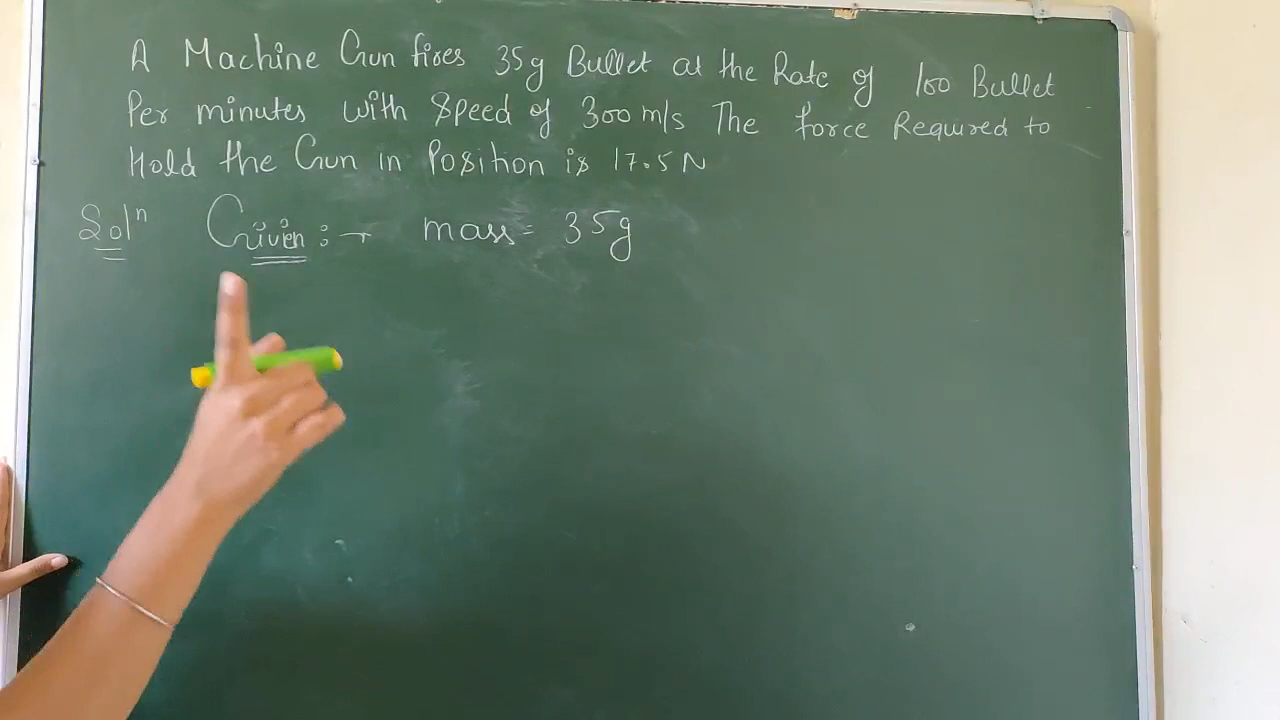 A Machine Gun fires 35g Bullet at the Rate of 100 Bullet
Per minutes with Speed of 300 m/s The force Required to
Hold the Gun in Position is 17.5 N
Solⁿ Given :→ mass = 35g